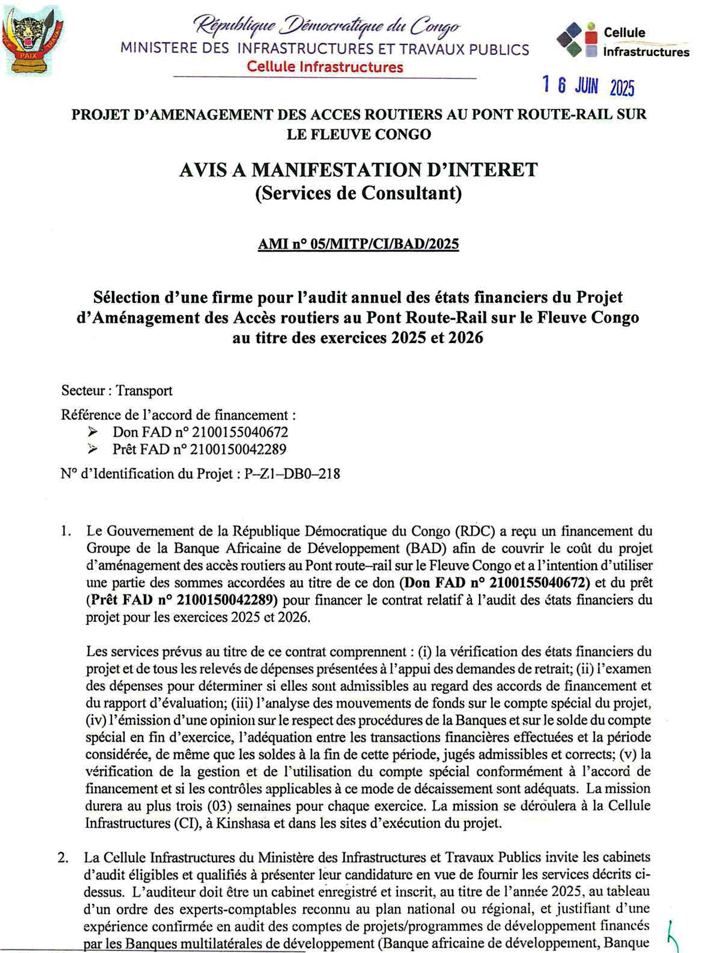 République Démocratique du Congo
MINISTERE DES INFRASTRUCTURES ET TRAVAUX PUBLICS
Cellule Infrastructures
Cellule
Infrastructures
PAIX
16 JUIN 2025
PROJET D'AMENAGEMENT DES ACCES ROUTIERS AU PONT ROUTE-RAIL SUR
LE FLEUVE CONGO
AVIS A MANIFESTATION D'INTERET
(Services de Consultant)
AMI n° 05/MITP/CI/BAD/2025
Sélection d'une firme pour l'audit annuel des états financiers du Projet
d'Aménagement des Accès routiers au Pont Route-Rail sur le Fleuve Congo
au titre des exercices 2025 et 2026
Secteur : Transport
Référence de l'accord de financement :
➢ Don FAD n° 2100155040672
➢ Prêt FAD n° 2100150042289
N° d'Identification du Projet : P–Z1–DB0–218
1. Le Gouvernement de la République Démocratique du Congo (RDC) a reçu un financement du
Groupe de la Banque Africaine de Développement (BAD) afin de couvrir le coût du projet
d'aménagement des accès routiers au Pont route–rail sur le Fleuve Congo et a l'intention d'utiliser
une partie des sommes accordées au titre de ce don (Don FAD n° 2100155040672) et du prêt
(Prêt FAD n° 2100150042289) pour financer le contrat relatif à l'audit des états financiers du
projet pour les exercices 2025 et 2026.
Les services prévus au titre de ce contrat comprennent : (i) la vérification des états financiers du
projet et de tous les relevés de dépenses présentées à l'appui des demandes de retrait; (ii) l'examen
des dépenses pour déterminer si elles sont admissibles au regard des accords de financement et
du rapport d'évaluation; (iii) l'analyse des mouvements de fonds sur le compte spécial du projet,
(iv) l'émission d'une opinion sur le respect des procédures de la Banques et sur le solde du compte
spécial en fin d'exercice, l'adéquation entre les transactions financières effectuées et la période
considérée, de même que les soldes à la fin de cette période, jugés admissibles et corrects; (v) la
vérification de la gestion et de l'utilisation du compte spécial conformément à l'accord de
financement et si les contrôles applicables à ce mode de décaissement sont adéquats. La mission
durera au plus trois (03) semaines pour chaque exercice. La mission se déroulera à la Cellule
Infrastructures (CI), à Kinshasa et dans les sites d'exécution du projet.
2. La Cellule Infrastructures du Ministère des Infrastructures et Travaux Publics invite les cabinets
d'audit éligibles et qualifiés à présenter leur candidature en vue de fournir les services décrits ci-
dessus. L'auditeur doit être un cabinet enregistré et inscrit, au titre de l'année 2025, au tableau
d'un ordre des experts-comptables reconnu au plan national ou régional, et justifiant d'une
expérience confirmée en audit des comptes de projets/programmes de développement financés
par les Banques multilatérales de développement (Banque africaine de développement, Banque